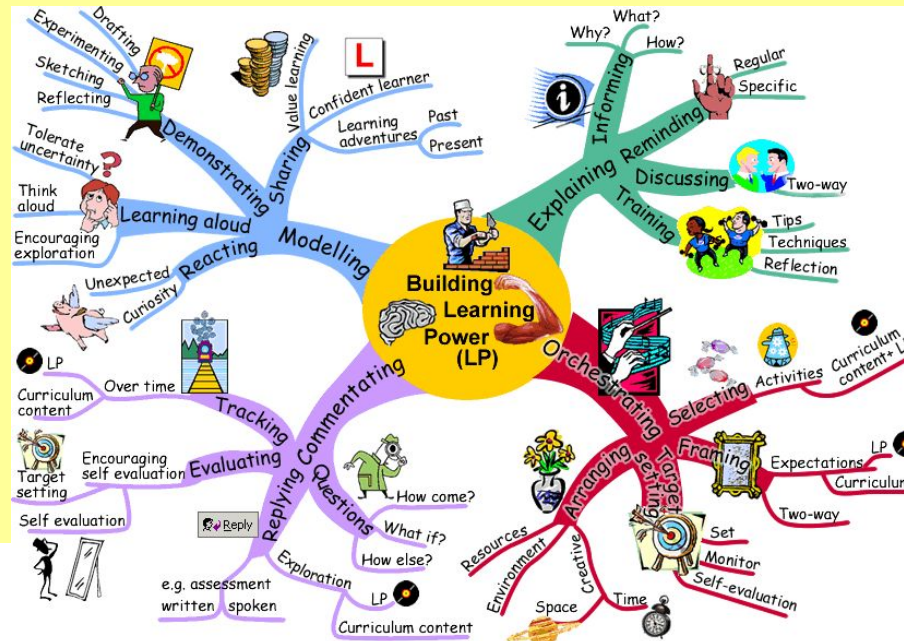 Building
Learning
Power
(LP)
Modelling
Demonstrating
Drafting
Experimenting
Sketching
Reflecting
Sharing
Value learning
L
Confident learner
Learning
adventures
Past
Present
Learning aloud
Tolerate
uncertainty
Think
aloud
Encouraging
exploration
Reacting
Unexpected
Curiosity
Explaining
Informing
Why?
What?
How?
i
Reminding
Regular
Specific
Discussing
Two-way
Training
Tips
Techniques
Reflection
Orchestrating
Selecting
Activities
Curriculum
Framing
Expectations
LP
Curriculum
Two-way
Target
setting
Set
Monitor
Self-evaluation
Arranging
Resources
Environment
Creative
Space
Time
Commentating
Tracking
Over time
LP
Curriculum
content
Evaluating
Encouraging
self evaluation
Target
setting
Self evaluation
Replying
Reply
e.g. assessment
written
spoken
Exploration
LP
Curriculum content
Questions
How come?
What if?
How else?